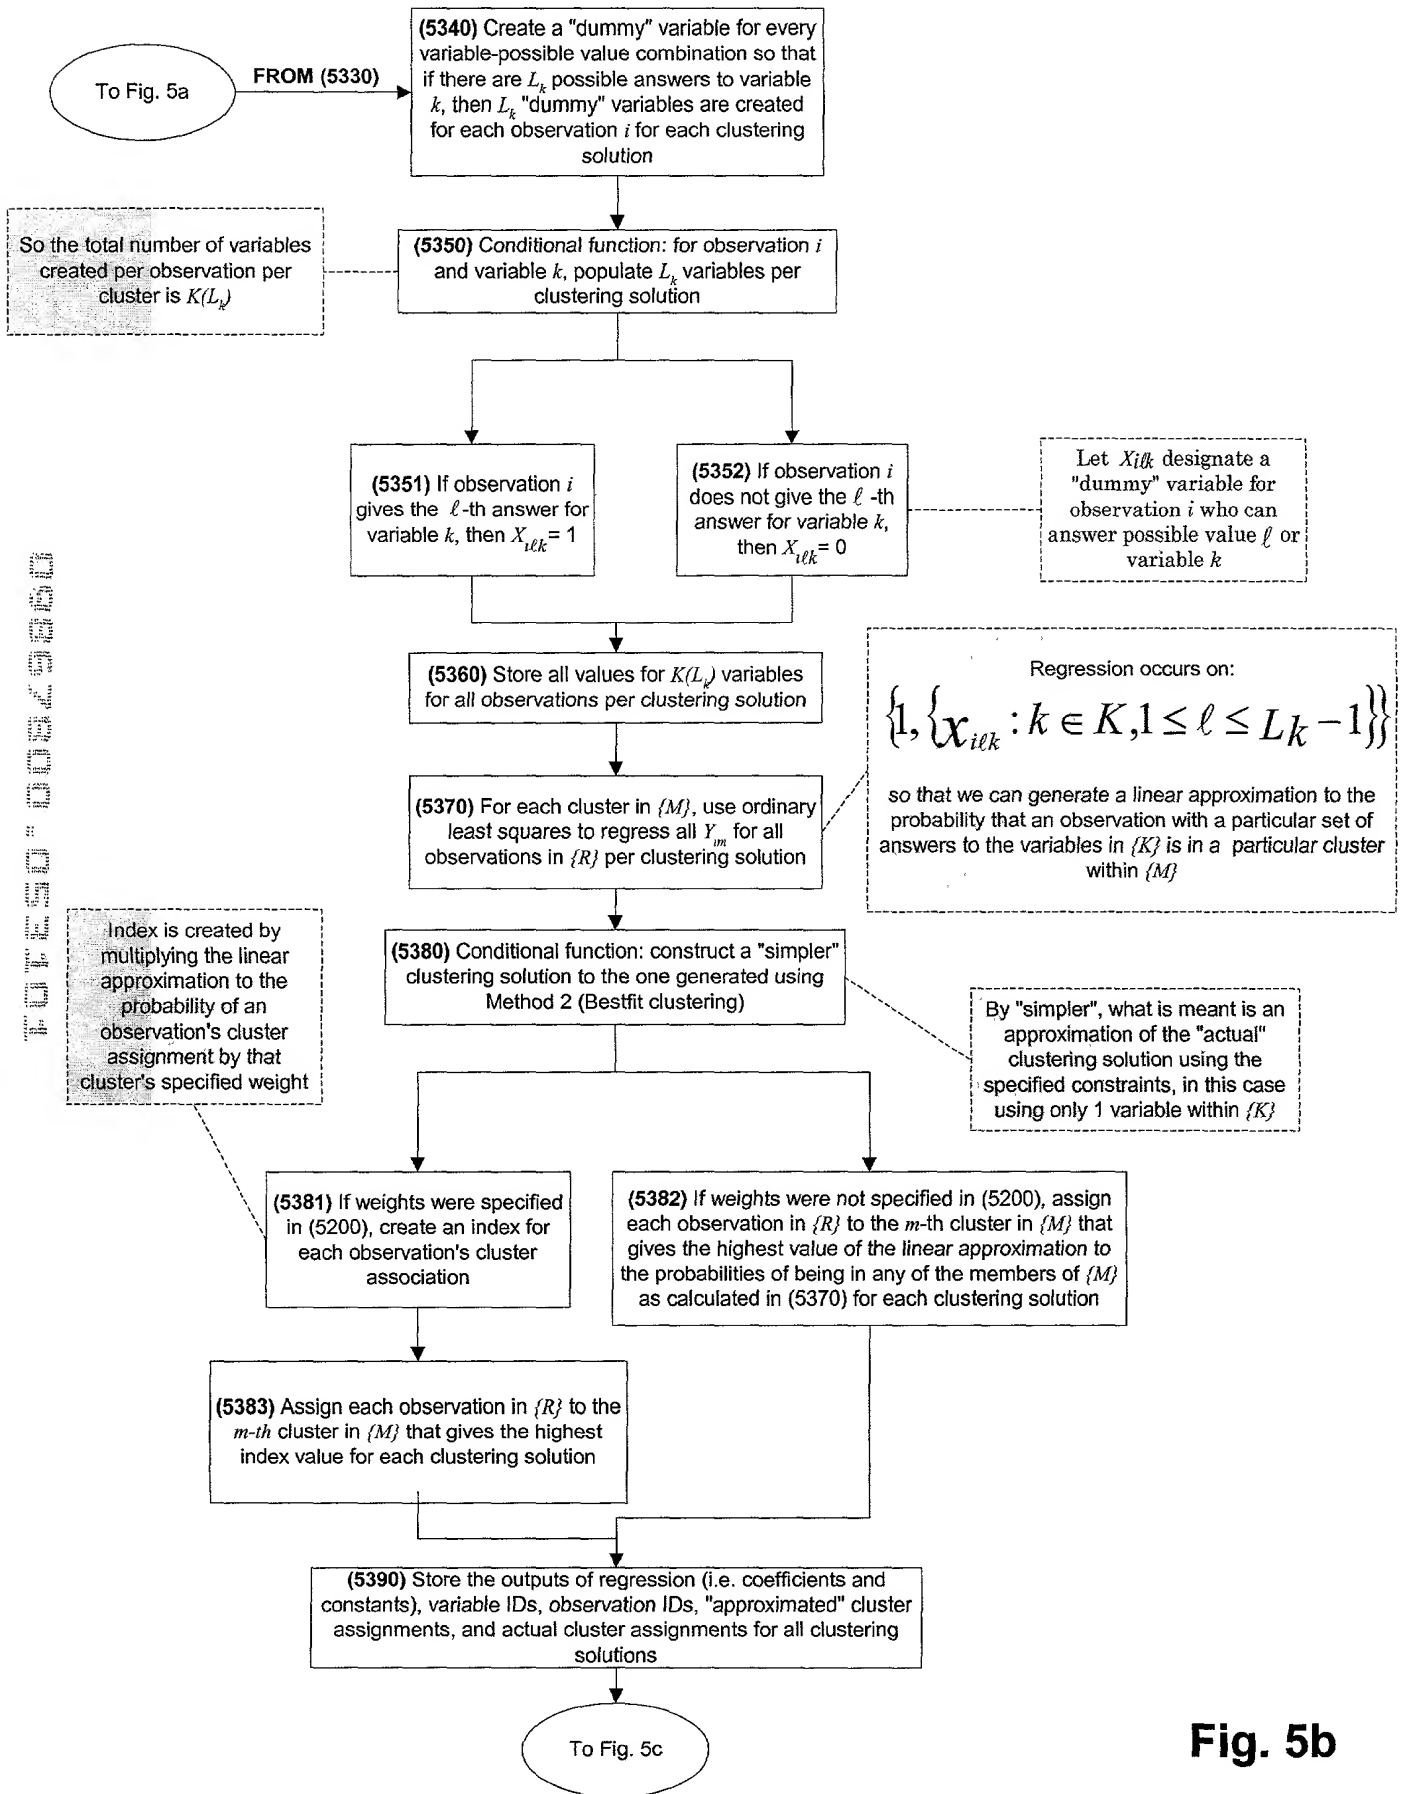 (5340) Create a "dummy" variable for every
variable-possible value combination so that
if there are Lk possible answers to variable
k, then Lk "dummy" variables are created
for each observation i for each clustering
solution
To Fig. 5a
FROM (5330)
So the total number of variables
created per observation per
cluster is K(Lk)
(5350) Conditional function: for observation i
and variable k, populate Lk variables per
clustering solution
(5351) If observation i
gives the ℓ-th answer for
variable k, then Xiℓk= 1
(5352) If observation i
does not give the ℓ -th
answer for variable k,
then Xiℓk= 0
Let Xiℓk designate a
"dummy" variable for
observation i who can
answer possible value ℓ or
variable k
(5360) Store all values for K(Lk) variables
for all observations per clustering solution
Regression occurs on:
{1,{xiℓk : k ∈ K,1 ≤ ℓ ≤ Lk −1}}
so that we can generate a linear approximation to the
probability that an observation with a particular set of
answers to the variables in {K} is in a particular cluster
within {M}
(5370) For each cluster in {M}, use ordinary
least squares to regress all Yim for all
observations in {R} per clustering solution
Index is created by
multiplying the linear
approximation to the
probability of an
observation's cluster
assignment by that
cluster's specified weight
(5380) Conditional function: construct a "simpler"
clustering solution to the one generated using
Method 2 (Bestfit clustering)
By "simpler", what is meant is an
approximation of the "actual"
clustering solution using the
specified constraints, in this case
using only 1 variable within {K}
(5381) If weights were specified
in (5200), create an index for
each observation's cluster
association
(5382) If weights were not specified in (5200), assign
each observation in {R} to the m-th cluster in {M} that
gives the highest value of the linear approximation to
the probabilities of being in any of the members of {M}
as calculated in (5370) for each clustering solution
(5383) Assign each observation in {R} to the
m-th cluster in {M} that gives the highest
index value for each clustering solution
(5390) Store the outputs of regression (i.e. coefficients and
constants), variable IDs, observation IDs, "approximated" cluster
assignments, and actual cluster assignments for all clustering
solutions
To Fig. 5c
Fig. 5b